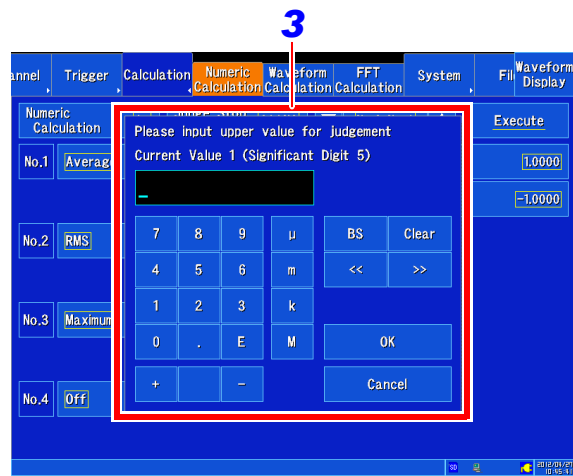 3
annel Trigger Calculation Numeric Calculation Waveform Calculation FFT Calculation System Fil Waveform Display
Numeric Calculation
Execute
Please input upper value for judgement
Current Value 1 (Significant Digit 5)
No.1 Averag 1.0000
-1.0000
7 8 9 μ BS Clear
No.2 RMS
4 5 6 m << >>
1 2 3 k
No.3 Maximum
0 . E M OK
+ - Cancel
No.4 Off
SD